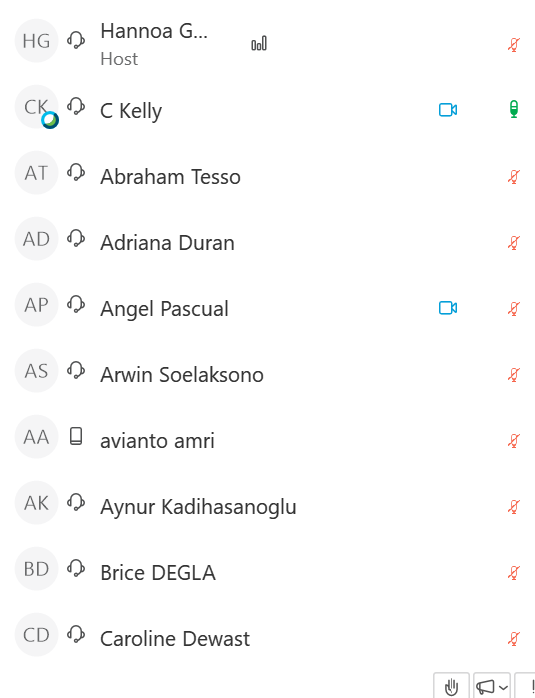 HG
Hannoa G...
Host
CK
C Kelly
AT
Abraham Tesso
AD
Adriana Duran
AP
Angel Pascual
AS
Arwin Soelaksono
AA
avianto amri
AK
Aynur Kadihasanoglu
BD
Brice DEGLA
CD
Caroline Dewast